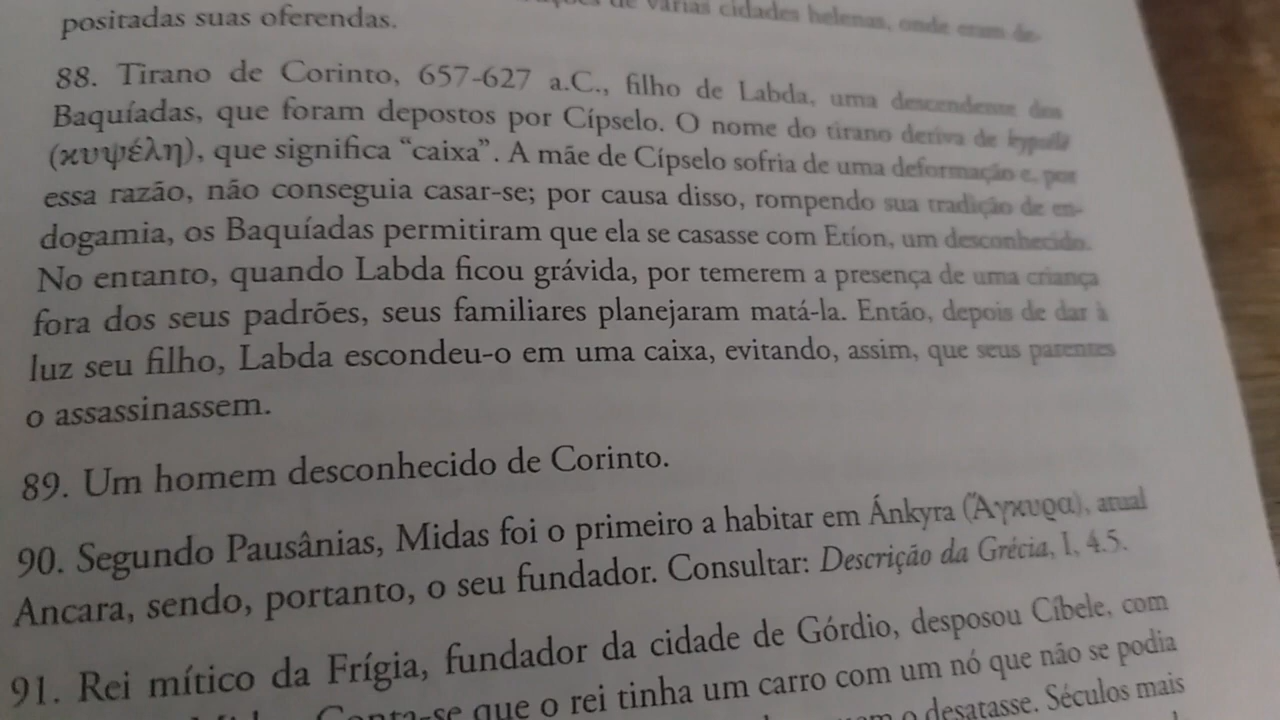 várias cidades helenas, onde eram de-
positadas suas oferendas.
88. Tirano de Corinto, 657-627 a.C., filho de Labda, uma descendente dos
Baquíadas, que foram depostos por Cípselo. O nome do tirano deriva de
(κυψέλη), que significa “caixa”. A mãe de Cípselo sofria de uma deformação e, por
essa razão, não conseguia casar-se; por causa disso, rompendo sua tradição de en-
dogamia, os Baquíadas permitiram que ela se casasse com Etíon, um desconhecido.
No entanto, quando Labda ficou grávida, por temerem a presença de uma criança
fora dos seus padrões, seus familiares planejaram matá-la. Então, depois de dar à
luz seu filho, Labda escondeu-o em uma caixa, evitando, assim, que seus parentes
o assassinassem.
89. Um homem desconhecido de Corinto.
90. Segundo Pausânias, Midas foi o primeiro a habitar em Ánkyra (Ἄγκυρα), atual
Ancara, sendo, portanto, o seu fundador. Consultar: Descrição da Grécia, I, 4.5.
91. Rei mítico da Frígia, fundador da cidade de Górdio, desposou Cíbele, com
Conta-se que o rei tinha um carro com um nó que não se podia
o desatasse. Séculos mais